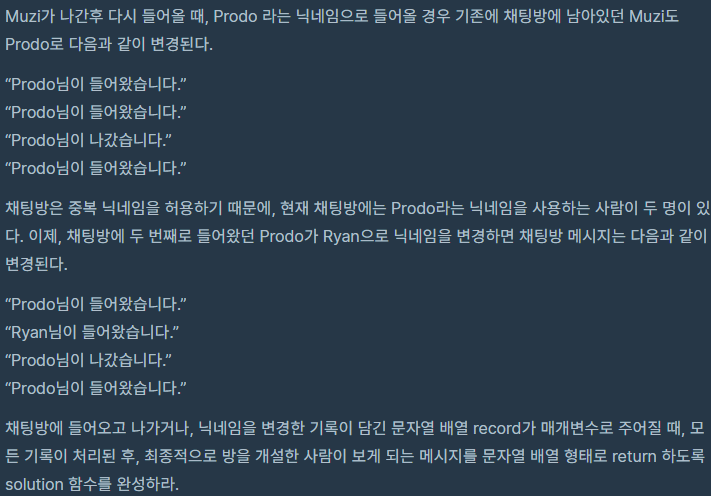 Muzi가 나간후 다시 들어올 때, Prodo 라는 닉네임으로 들어올 경우 기존에 채팅방에 남아있던 Muzi도
Prodo로 다음과 같이 변경된다.
“Prodo님이 들어왔습니다.”
“Prodo님이 들어왔습니다.”
“Prodo님이 나갔습니다.”
“Prodo님이 들어왔습니다.”
채팅방은 중복 닉네임을 허용하기 때문에, 현재 채팅방에는 Prodo라는 닉네임을 사용하는 사람이 두 명이 있
다. 이제, 채팅방에 두 번째로 들어왔던 Prodo가 Ryan으로 닉네임을 변경하면 채팅방 메시지는 다음과 같이
변경된다.
“Prodo님이 들어왔습니다.”
“Ryan님이 들어왔습니다.”
“Prodo님이 나갔습니다.”
“Prodo님이 들어왔습니다.”
채팅방에 들어오고 나가거나, 닉네임을 변경한 기록이 담긴 문자열 배열 record가 매개변수로 주어질 때, 모
든 기록이 처리된 후, 최종적으로 방을 개설한 사람이 보게 되는 메시지를 문자열 배열 형태로 return 하도록
solution 함수를 완성하라.